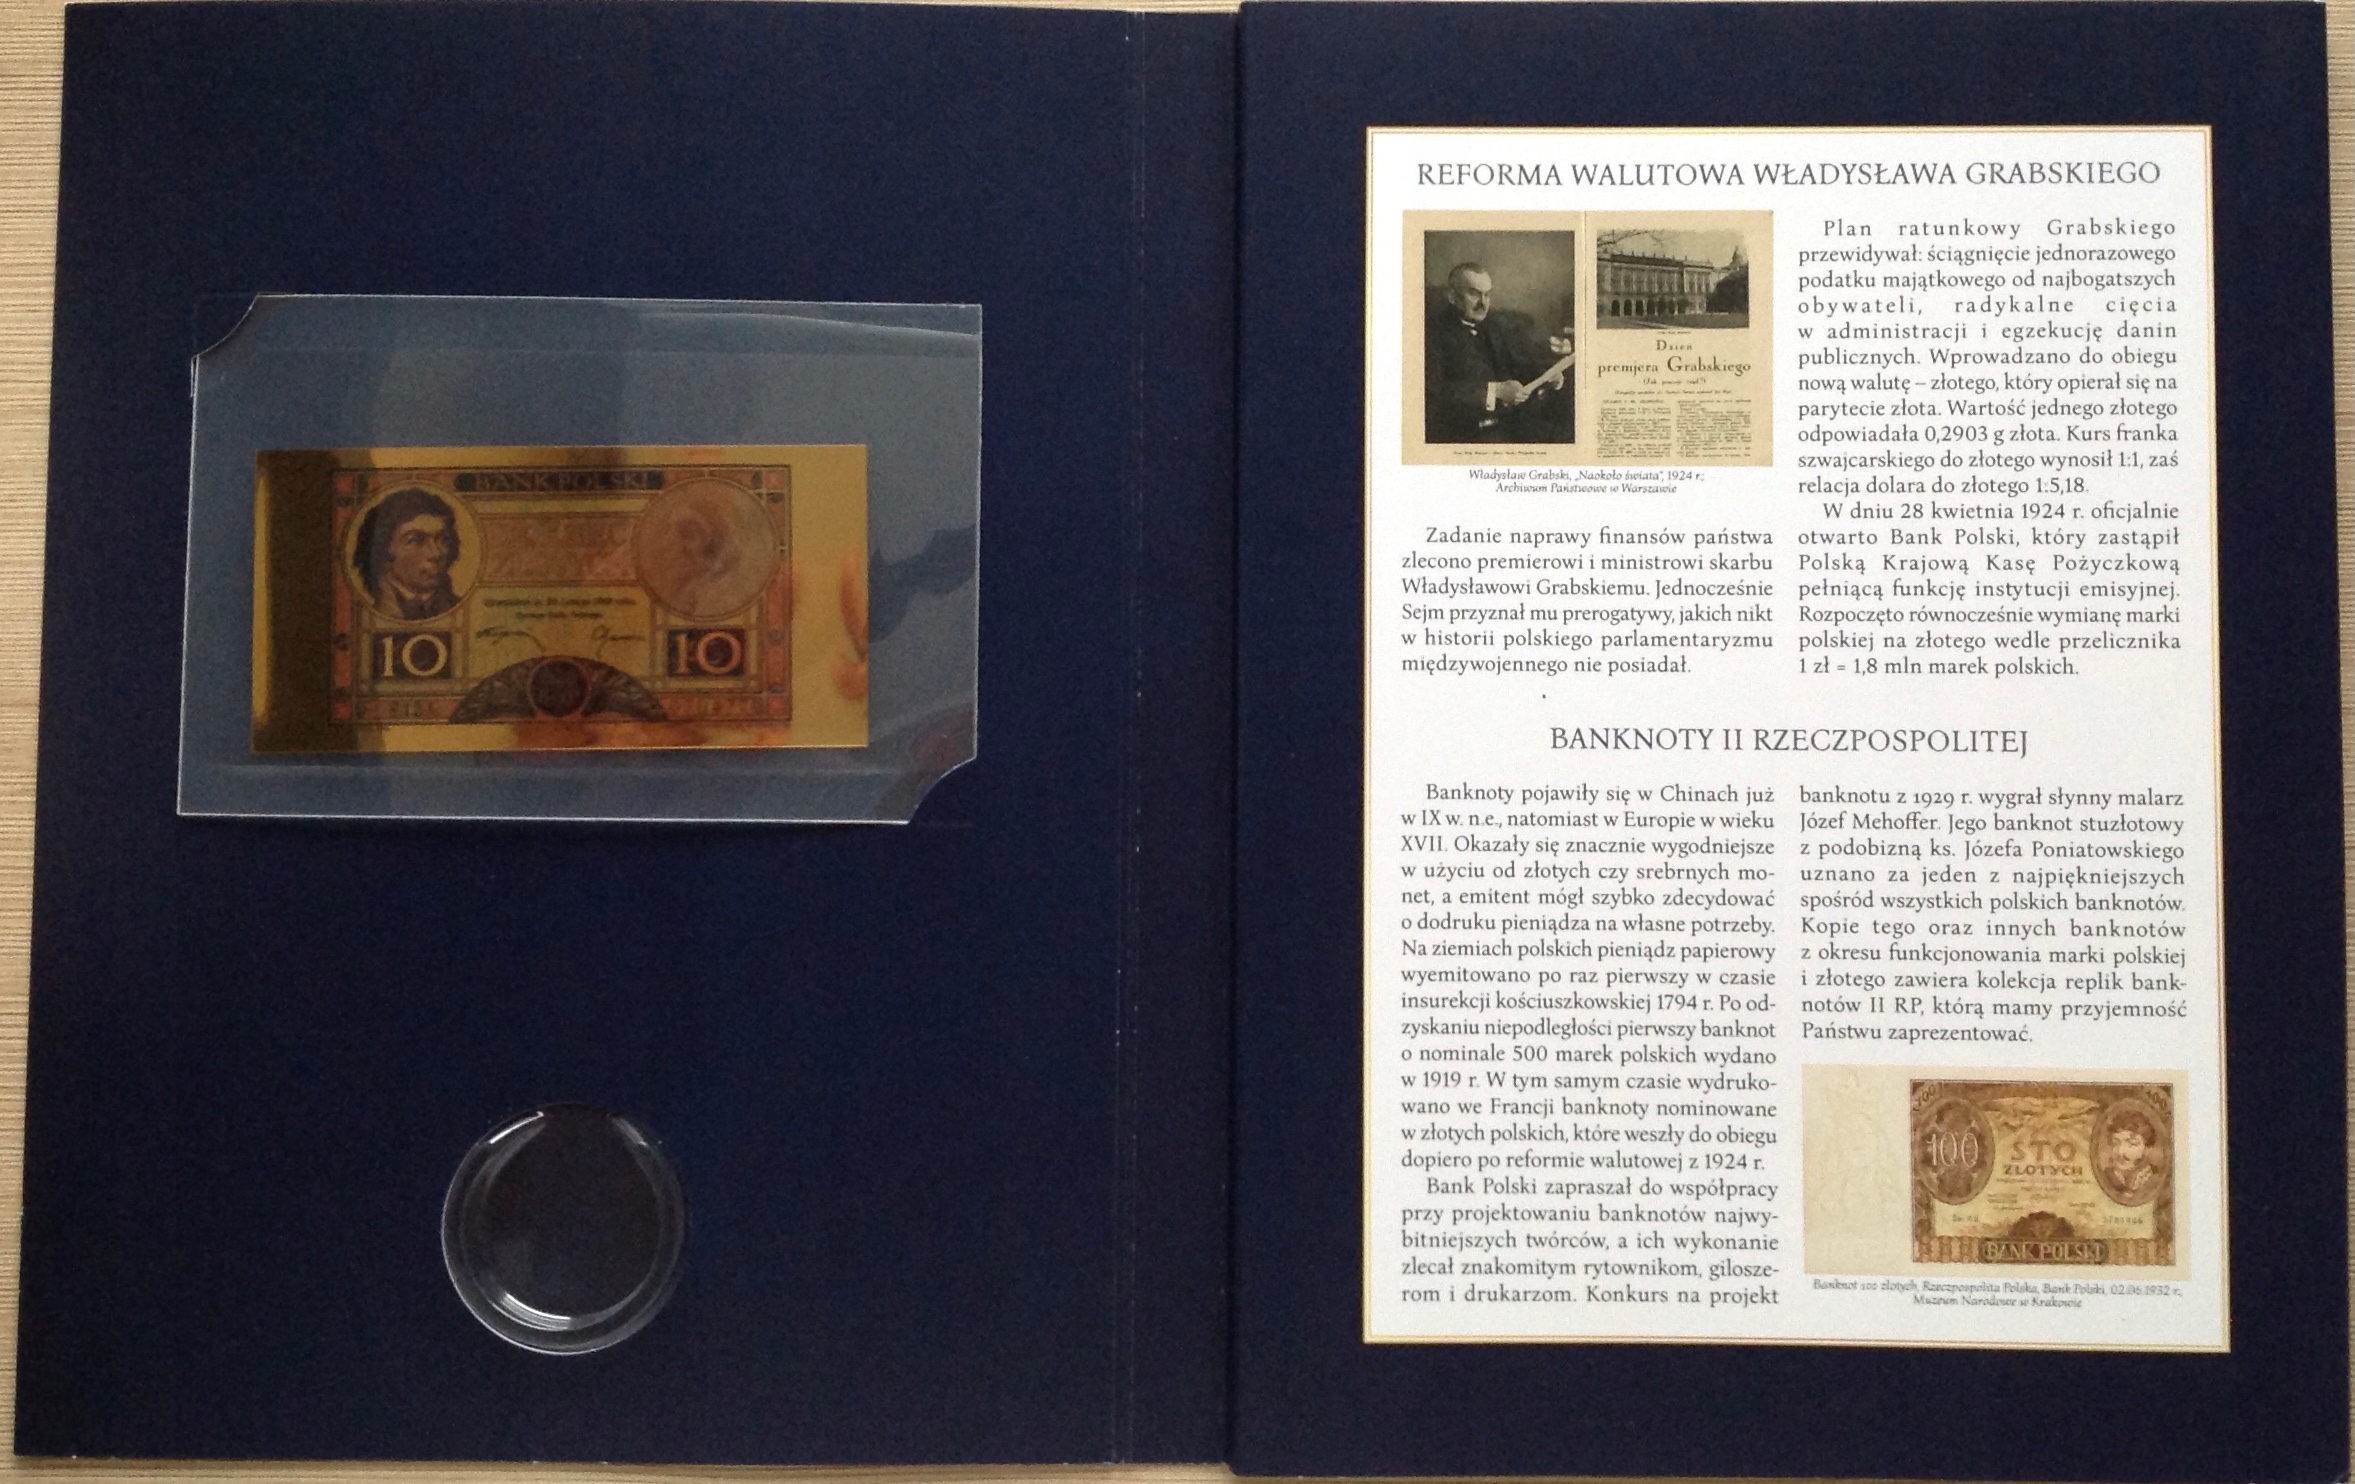 BANK POLSKI
10
10
REFORMA WALUTOWA WŁADYSŁAWA GRABSKIEGO
Dzień
premjera Grabskiego
Władysław Grabski, „Naokoło świata", 1924 r.;
Archiwum Państwowe w Warszawie
Zadanie naprawy finansów państwa
zlecono premierowi i ministrowi skarbu
Władysławowi Grabskiemu. Jednocześnie
Sejm przyznał mu prerogatywy, jakich nikt
w historii polskiego parlamentaryzmu
międzywojennego nie posiadał.
Plan ratunkowy Grabskiego
przewidywał: ściągnięcie jednorazowego
podatku majątkowego od najbogatszych
obywateli, radykalne cięcia
w administracji i egzekucję danin
publicznych. Wprowadzano do obiegu
nową walutę – złotego, który opierał się na
parytecie złota. Wartość jednego złotego
odpowiadała 0,2903 g złota. Kurs franka
szwajcarskiego do złotego wynosił 1:1, zaś
relacja dolara do złotego 1:5,18.
W dniu 28 kwietnia 1924 r. oficjalnie
otwarto Bank Polski, który zastąpił
Polską Krajową Kasę Pożyczkową
pełniącą funkcję instytucji emisyjnej.
Rozpoczęto równocześnie wymianę marki
polskiej na złotego wedle przelicznika
1 zł = 1,8 mln marek polskich.
BANKNOTY II RZECZPOSPOLITEJ
Banknoty pojawiły się w Chinach już
w IX w. n.e., natomiast w Europie w wieku
XVII. Okazały się znacznie wygodniejsze
w użyciu od złotych czy srebrnych mo-
net, a emitent mógł szybko zdecydować
o dodruku pieniądza na własne potrzeby.
Na ziemiach polskich pieniądz papierowy
wyemitowano po raz pierwszy w czasie
insurekcji kościuszkowskiej 1794 r. Po od-
zyskaniu niepodległości pierwszy banknot
o nominale 500 marek polskich wydano
w 1919 r. W tym samym czasie wydruko-
wano we Francji banknoty nominowane
w złotych polskich, które weszły do obiegu
dopiero po reformie walutowej z 1924 r.
Bank Polski zapraszał do współpracy
przy projektowaniu banknotów najwy-
bitniejszych twórców, a ich wykonanie
zlecał znakomitym rytownikom, gilosze-
rom i drukarzom. Konkurs na projekt
banknotu z 1929 r. wygrał słynny malarz
Józef Mehoffer. Jego banknot stuzłotowy
z podobizną ks. Józefa Poniatowskiego
uznano za jeden z najpiękniejszych
spośród wszystkich polskich banknotów.
Kopie tego oraz innych banknotów
z okresu funkcjonowania marki polskiej
i złotego zawiera kolekcja replik bank-
notów II RP, którą mamy przyjemność
Państwu zaprezentować.
100
100
100
STO
ZŁOTYCH
BANK POLSKI
Banknot 100 złotych, Rzeczpospolita Polska, Bank Polski, 02.06.1932 r.;
Muzeum Narodowe w Krakowie